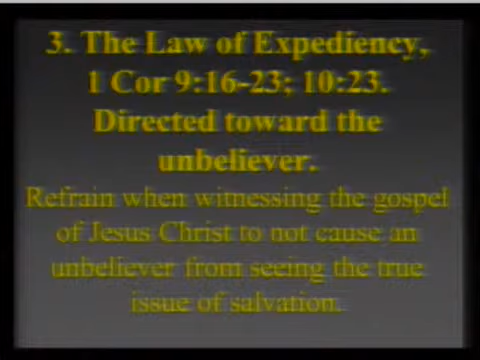 3. The Law of Expediency,
1 Cor 9:16-23; 10:23.
Directed toward the
unbeliever.
Refrain when witnessing the gospel
of Jesus Christ to not cause an
unbeliever from seeing the true
issue of salvation.